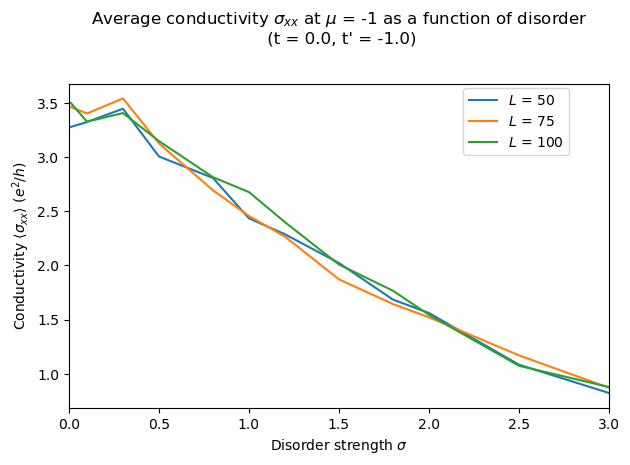 Average conductivity σxx at μ = -1 as a function of disorder
(t = 0.0, t' = -1.0)
Conductivity ⟨σxx⟩ (e²/h)
3.5
3.0
2.5
2.0
1.5
1.0
L = 50
L = 75
L = 100
0.0 0.5 1.0 1.5 2.0 2.5 3.0
Disorder strength σ